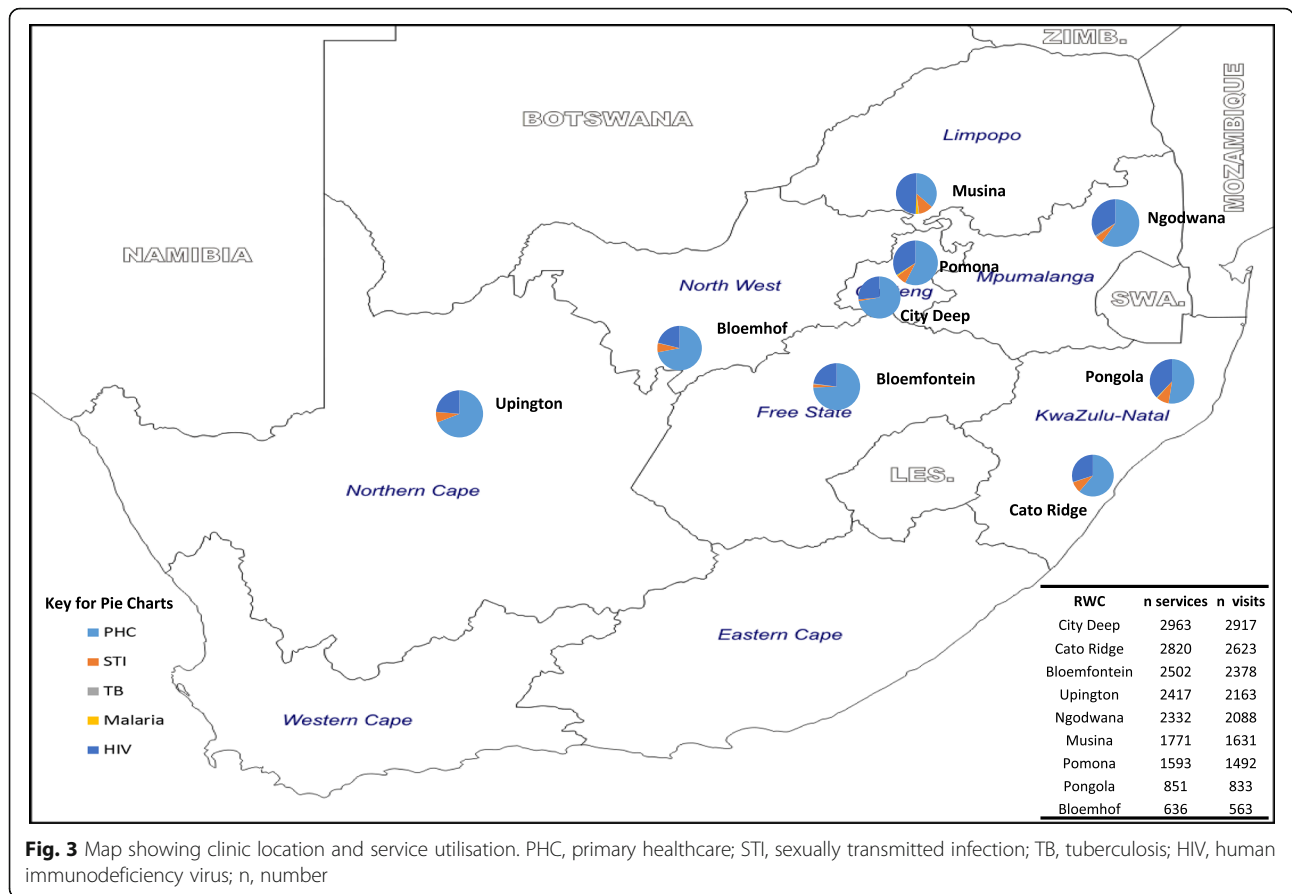 ZIMB.
BOTSWANA
MOZAMBIQUE
Limpopo
Musina
Ngodwana
NAMIBIA
Pomona
Mpumalanga
North West
SWA.
City Deep
Bloemhof
Bloemfontein
Pongola
Upington
Free State
KwaZulu-Natal
LES.
Northern Cape
Cato Ridge
Key for Pie Charts
PHC
STI
TB
Malaria
HIV
Eastern Cape
Western Cape
RWC n services n visits
City Deep 2963 2917
Cato Ridge 2820 2623
Bloemfontein 2502 2378
Upington 2417 2163
Ngodwana 2332 2088
Musina 1771 1631
Pomona 1593 1492
Pongola 851 833
Bloemhof 636 563
Fig. 3 Map showing clinic location and service utilisation. PHC, primary healthcare; STI, sexually transmitted infection; TB, tuberculosis; HIV, human
immunodeficiency virus; n, number